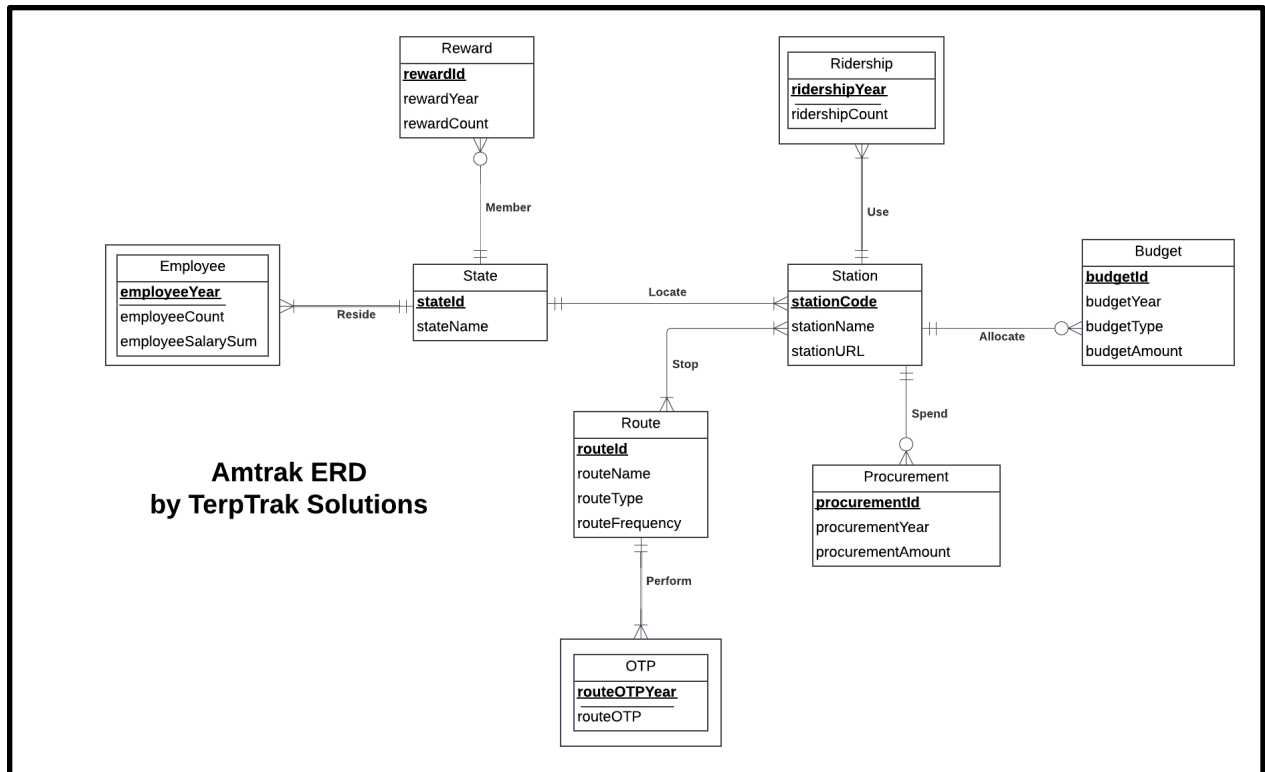 Reward
rewardId
rewardYear
rewardCount
Ridership
ridershipYear
ridershipCount
Member
Use
Employee
employeeYear
employeeCount
employeeSalarySum
Reside
State
stateId
stateName
Locate
Station
stationCode
stationName
stationURL
Allocate
Budget
budgetId
budgetYear
budgetType
budgetAmount
Stop
Spend
Route
routeId
routeName
routeType
routeFrequency
Procurement
procurementId
procurementYear
procurementAmount
Amtrak ERD
by TerpTrak Solutions
Perform
OTP
routeOTPYear
routeOTP